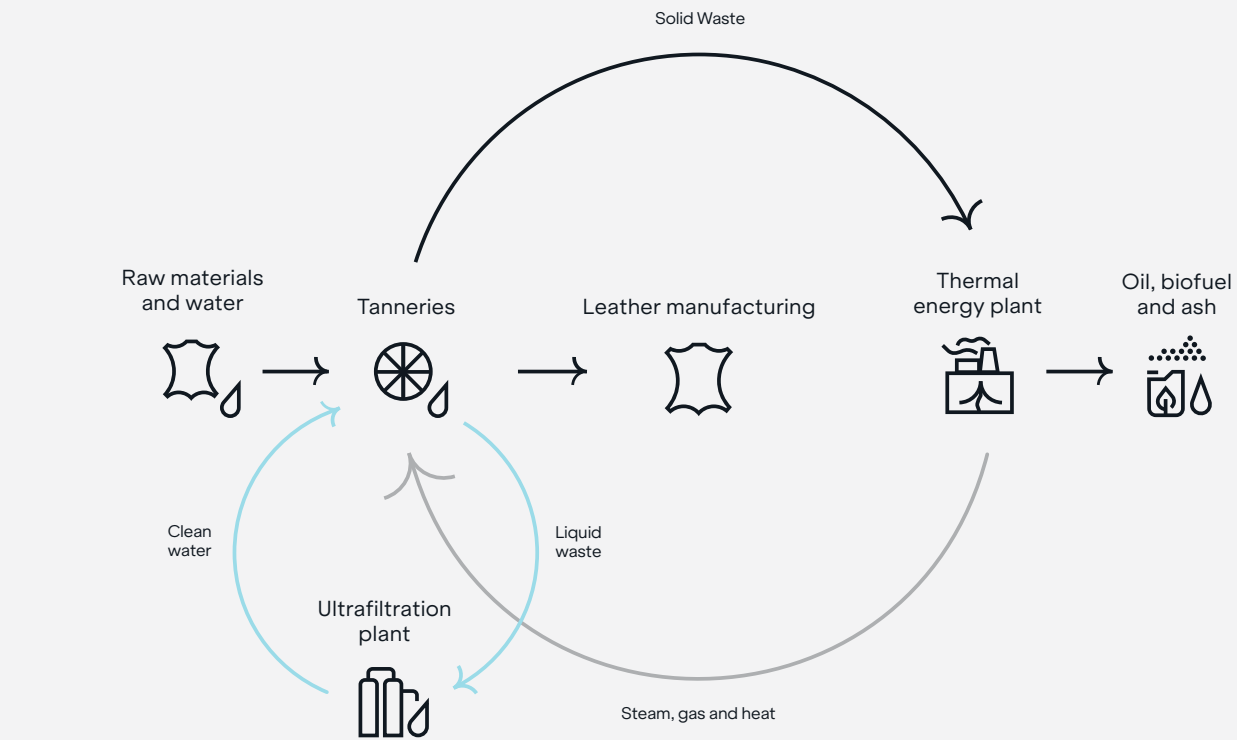 Solid Waste
Raw materials
and water
Tanneries
Leather manufacturing
Thermal
energy plant
Oil, biofuel
and ash
Clean
water
Liquid
waste
Ultrafiltration
plant
Steam, gas and heat